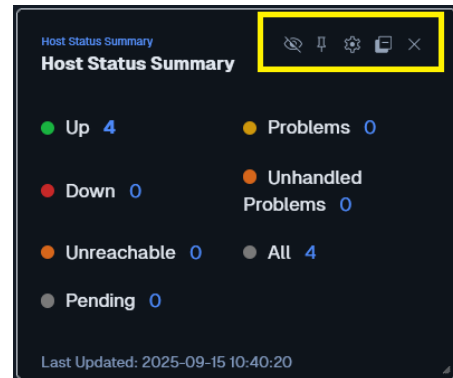 Host Status Summary
Host Status Summary
Up 4
Problems 0
Down 0
Unhandled
Problems 0
Unreachable 0
All 4
Pending 0
Last Updated: 2025-09-15 10:40:20